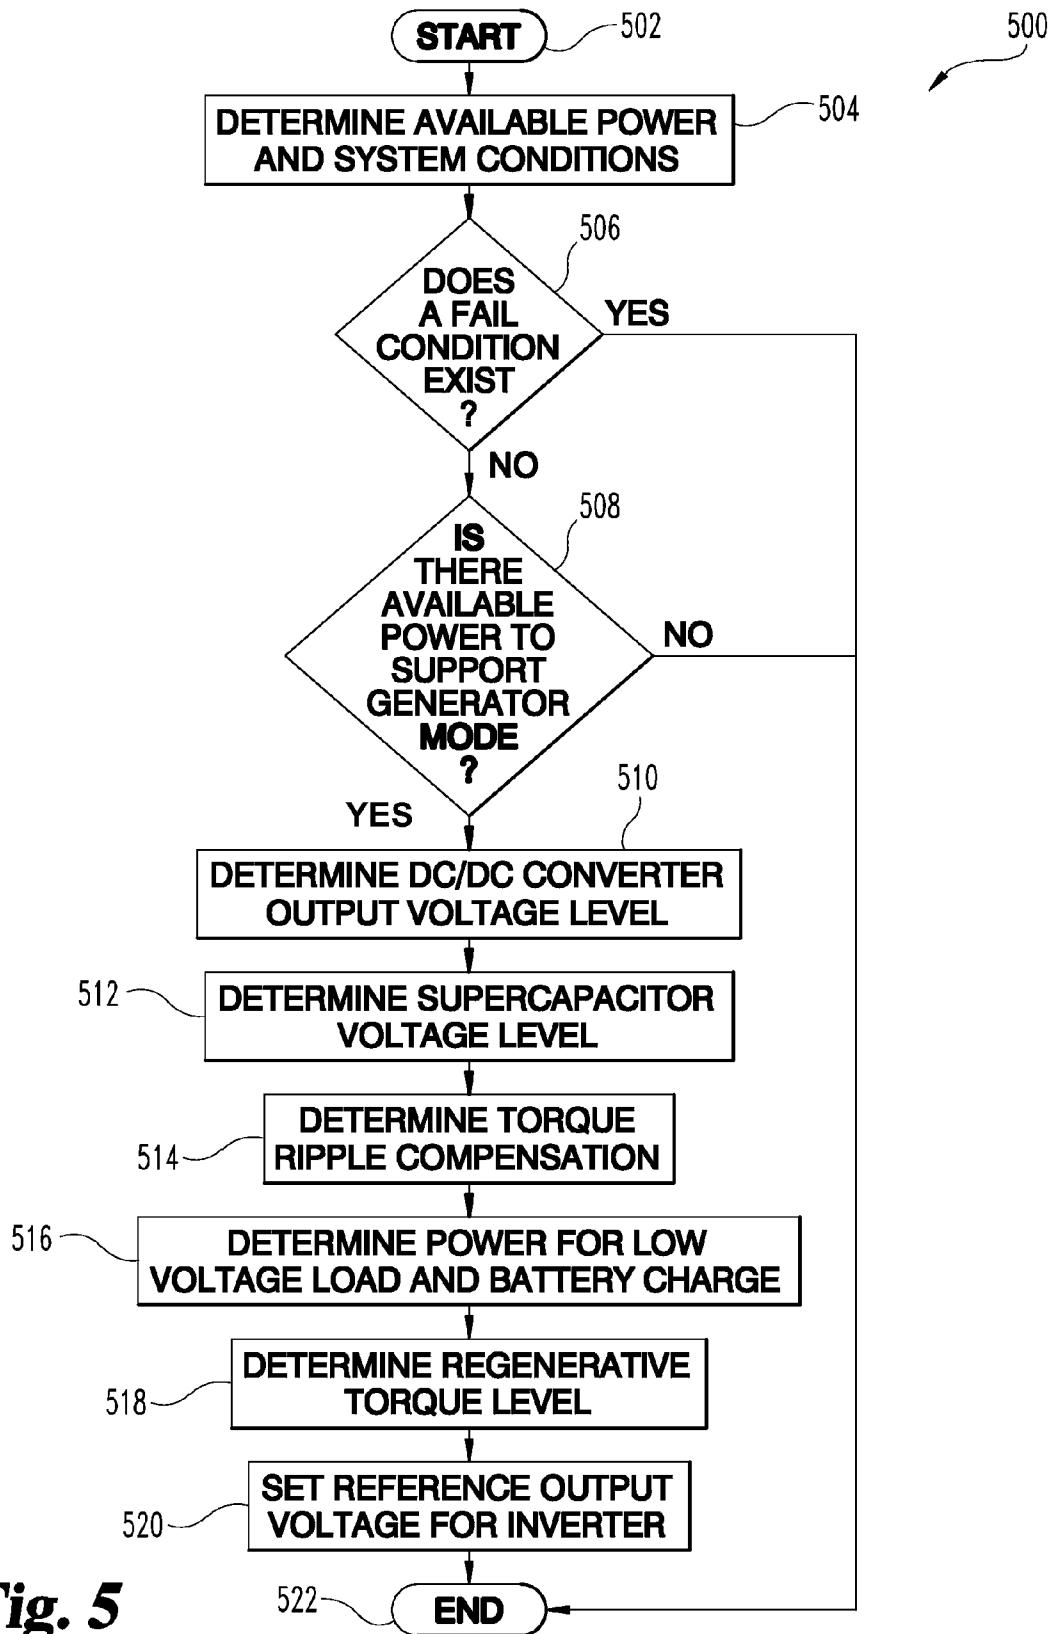 START
502
500
DETERMINE AVAILABLE POWER
AND SYSTEM CONDITIONS
504
506
DOES
A FAIL
CONDITION
EXIST
?
YES
NO
508
IS
THERE
AVAILABLE
POWER TO
SUPPORT
GENERATOR
MODE
?
NO
YES
510
DETERMINE DC/DC CONVERTER
OUTPUT VOLTAGE LEVEL
512
DETERMINE SUPERCAPACITOR
VOLTAGE LEVEL
514
DETERMINE TORQUE
RIPPLE COMPENSATION
516
DETERMINE POWER FOR LOW
VOLTAGE LOAD AND BATTERY CHARGE
518
DETERMINE REGENERATIVE
TORQUE LEVEL
520
SET REFERENCE OUTPUT
VOLTAGE FOR INVERTER
522
END
Fig. 5